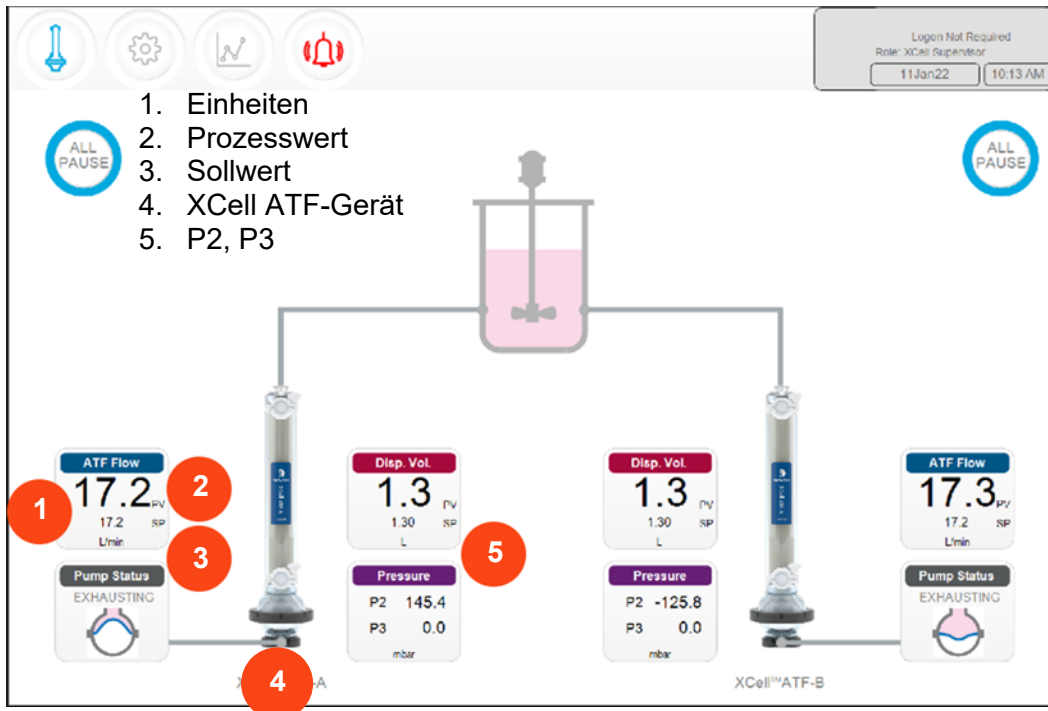 Logon Not Required
Role: XCell Supervisor
11Jan22 10:13 AM
ALL PAUSE
1. Einheiten
2. Prozesswert
3. Sollwert
4. XCell ATF-Gerät
5. P2, P3
ALL PAUSE
ATF Flow
17.2 PV
17.2 SP
L/min
1
2
3
Pump Status
EXHAUSTING
Disp. Vol.
1.3 PV
1.30 SP
L
5
Pressure
P2 145.4
P3 0.0
mbar
4
-A
Disp. Vol.
1.3 PV
1.30 SP
L
Pressure
P2 -125.8
P3 0.0
mbar
ATF Flow
17.3 PV
17.2 SP
L/min
Pump Status
EXHAUSTING
XCell™ATF-B